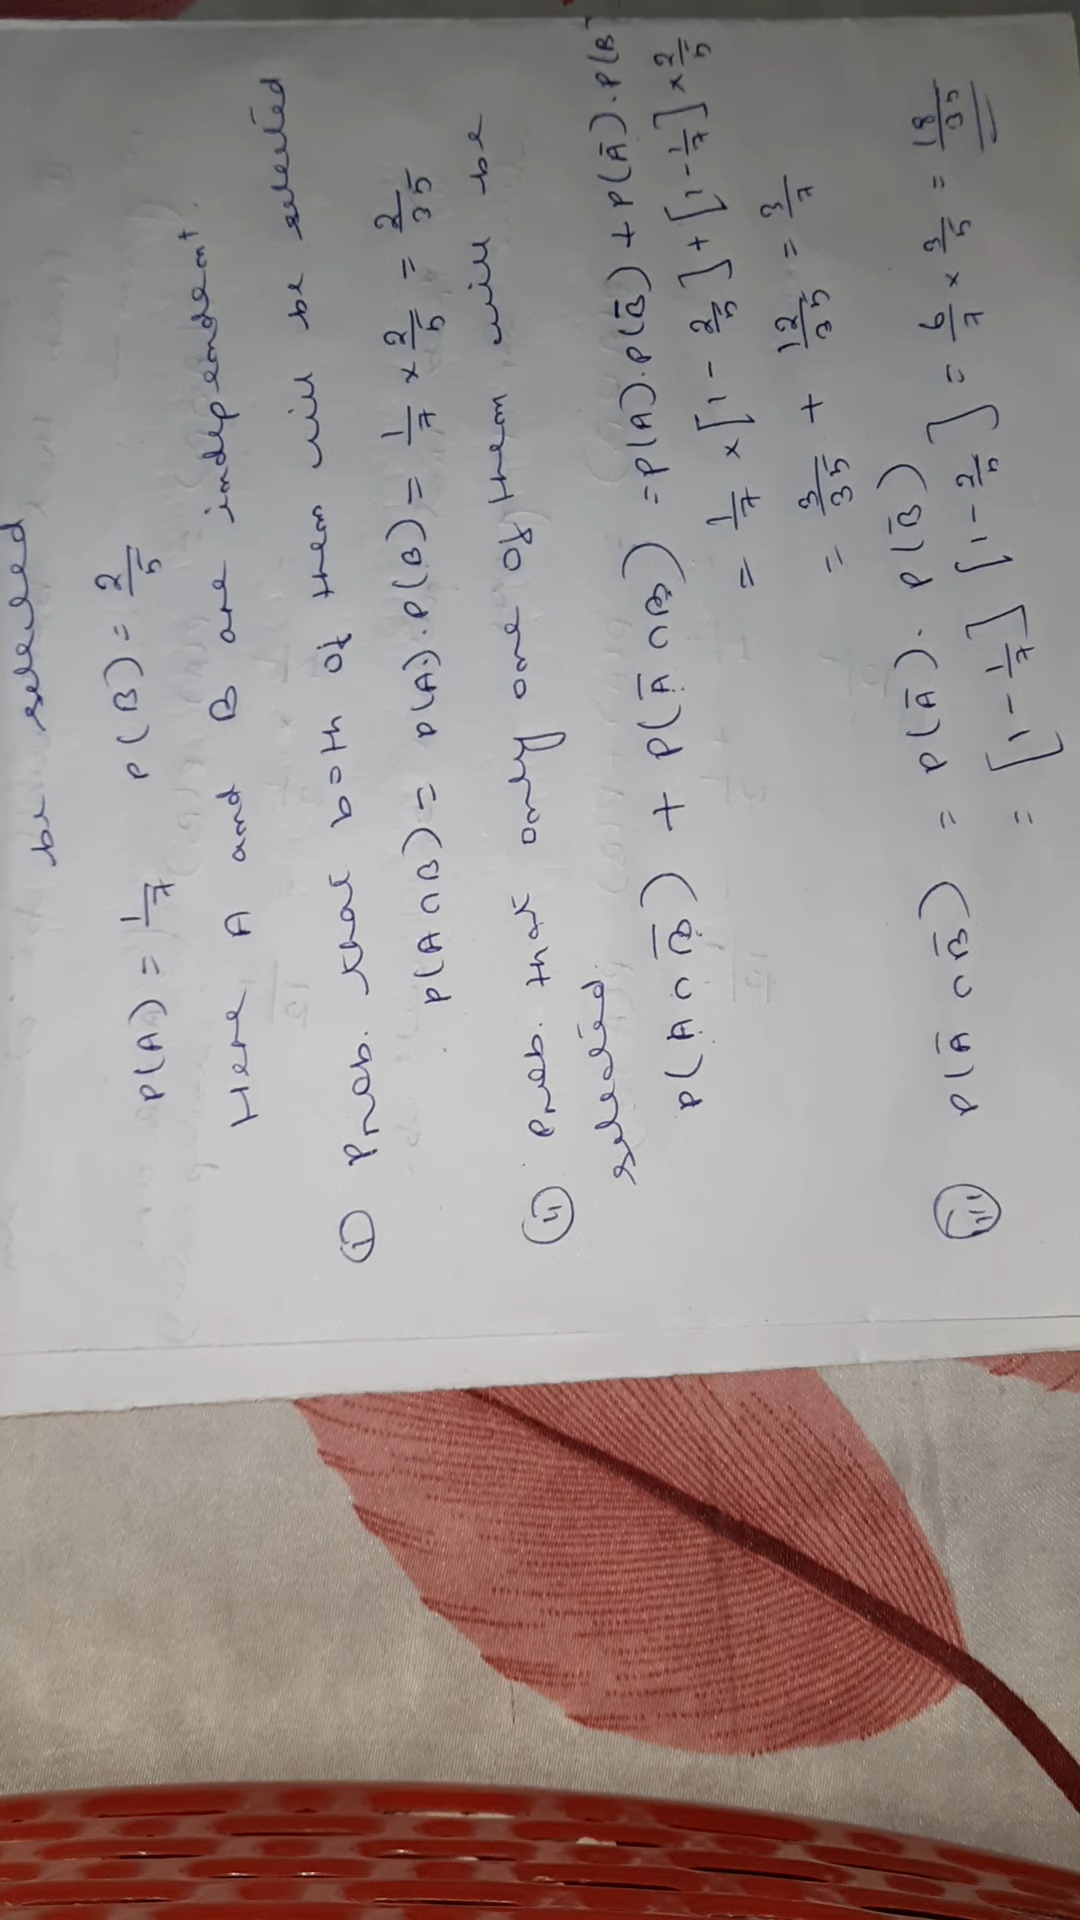 be selected
P(A) = 1/7 P(B) = 2/5
Here A and B are independent.
(i) Prob. that both of them will be selected
P(A∩B) = P(A).P(B) = 1/7 × 2/5 = 2/35
(ii) Prob. that only one of them will be
selected.
P(A∩B̅) + P(A̅∩B) = P(A).P(B̅) + P(A̅).P(B
= 1/7 × [1 - 2/5] + [1 - 1/7] × 2/5
= 3/35 + 12/35 = 3/7
(iii) P(A̅∩B̅) = P(A̅).P(B̅)
= [1 - 1/7] [1 - 2/5] = 6/7 × 3/5 = 18/35